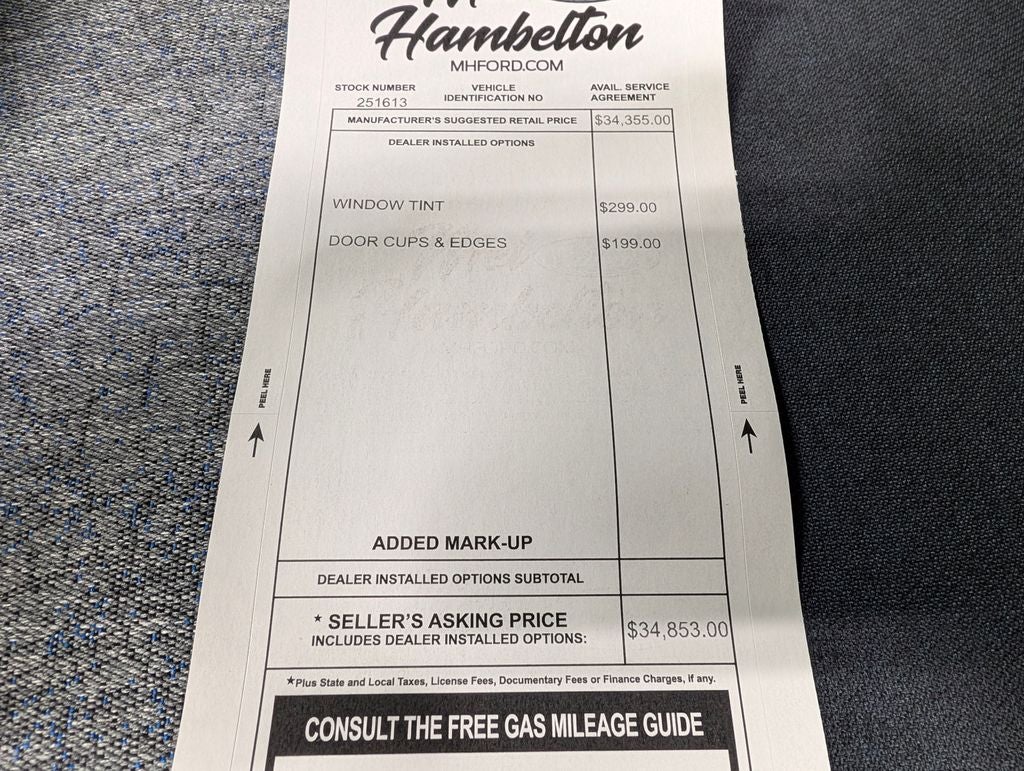 Hambelton
MHFORD.COM
STOCK NUMBER
251613
VEHICLE
IDENTIFICATION NO
AVAIL. SERVICE
AGREEMENT
MANUFACTURER'S SUGGESTED RETAIL PRICE $34,355.00
DEALER INSTALLED OPTIONS
WINDOW TINT $299.00
DOOR CUPS & EDGES $199.00
PEEL HERE
PEEL HERE
ADDED MARK-UP
DEALER INSTALLED OPTIONS SUBTOTAL
* SELLER'S ASKING PRICE
INCLUDES DEALER INSTALLED OPTIONS: $34,853.00
★Plus State and Local Taxes, License Fees, Documentary Fees or Finance Charges, if any.
CONSULT THE FREE GAS MILEAGE GUIDE